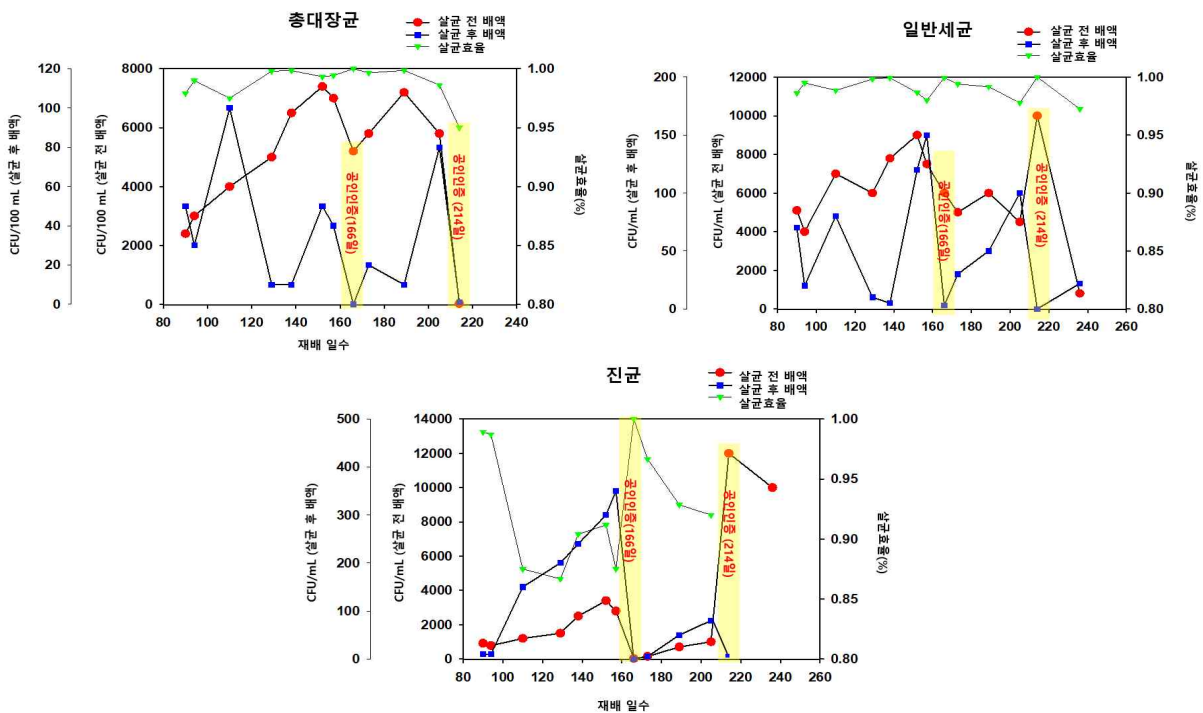 총대장균
살균 전 배액
살균 후 배액
살균효율
CFU/100 mL (살균 후 배액)
120
100
80
60
40
20
0
CFU/100 mL (살균 전 배액)
8000
6000
4000
2000
0
1.00
0.95
0.90
0.85
0.80
살균효율(%)
공인인증(166일)
공인인증 (214일)
80 100 120 140 160 180 200 220 240
재배 일수
일반세균
살균 전 배액
살균 후 배액
살균효율
CFU/mL (살균 후 배액)
200
150
100
50
0
CFU/mL (살균 전 배액)
12000
10000
8000
6000
4000
2000
0
1.00
0.95
0.90
0.85
0.80
살균효율(%)
공인인증(166일)
공인인증 (214일)
80 100 120 140 160 180 200 220 240 260
진균
살균 전 배액
살균 후 배액
살균효율
CFU/mL (살균 후 배액)
500
400
300
200
100
0
CFU/mL (살균 전 배액)
14000
12000
10000
8000
6000
4000
2000
0
1.00
0.95
0.90
0.85
0.80
살균효율(%)
공인인증(166일)
공인인증 (214일)
80 100 120 140 160 180 200 220 240 260
재배 일수